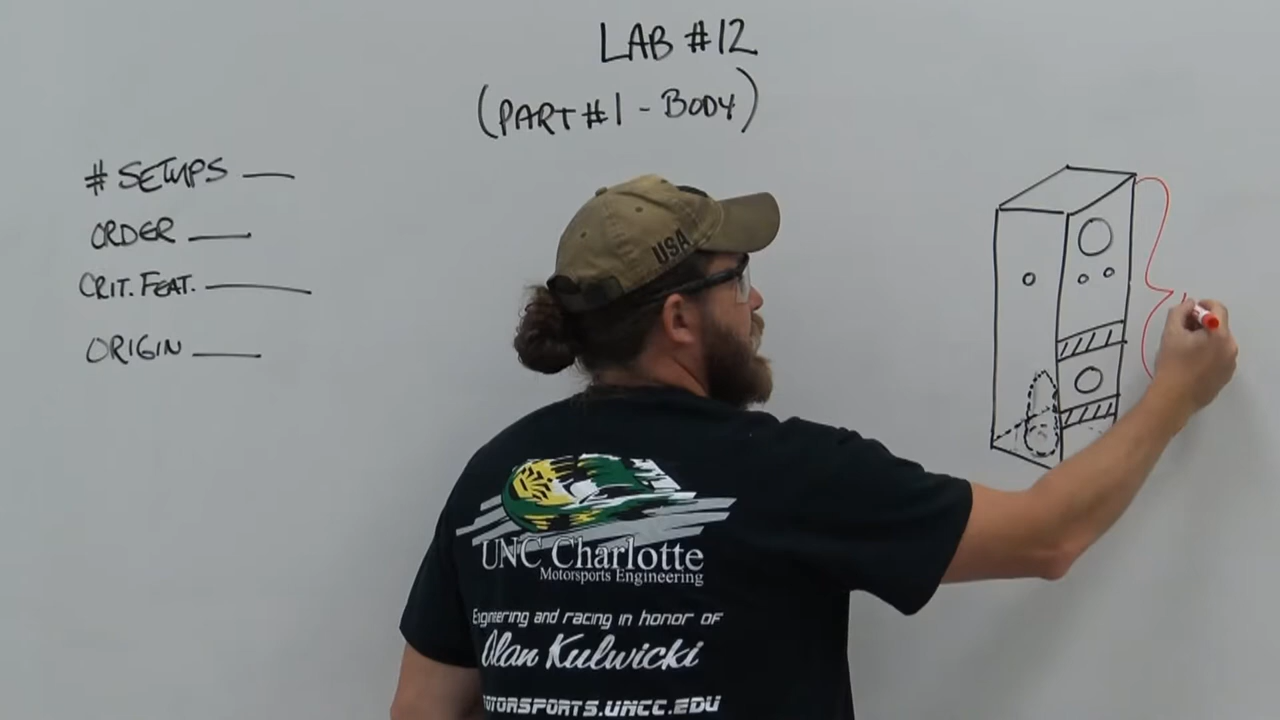 LAB #12
(PART #1 - BODY)
# SETUPS
ORDER
CRIT. FEAT.
ORIGIN
USA
UNC Charlotte
Motorsports Engineering
Engineering and racing in honor of
Alan Kulwicki
MOTORSPORTS.UNCC.EDU